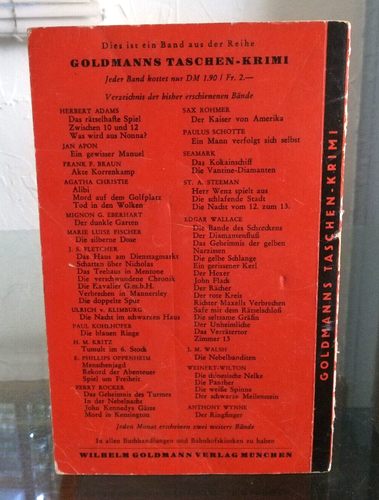 Dies ist ein Band aus der Reihe
GOLDMANNS TASCHEN-KRIMI
Jeder Band kostet nur DM 1.90 / Fr. 2.—
Verzeichnis der bisher erschienenen Bände
HERBERT ADAMS
Das rätselhafte Spiel
Zwischen 10 und 12
Was wird aus Nonna?
JAN APON
Ein gewisser Manuel
FRANK F. BRAUN
Akte Korrenkamp
AGATHA CHRISTIE
Alibi
Mord auf dem Golfplatz
Tod in den Wolken
MIGNON G. EBERHART
Der dunkle Garten
MARIE LUISE FISCHER
Die silberne Dose
J. S. FLETCHER
Das Haus am Dienstagmarkt
Schatten über Nicholas
Das Teehaus in Mentone
Die verschwundene Chronik
Die Kavalier G.m.b.H.
Verbrechen in Mannersley
Die doppelte Spur
ULRICH v. KLIMBURG
Die Nacht im schwarzen Haus
PAUL KOHLHOFER
Die blauen Ringe
H. M. KRITZ
Tumult im 6. Stock
E. PHILLIPS OPPENHEIM
Menschenjagd
Rekord der Abenteuer
Spiel um Freiheit
PERRY ROCKER
Das Geheimnis des Turmes
In der Nebelnacht
John Kennedys Gäste
Mord in Kensington
SAX ROHMER
Der Kaiser von Amerika
PAULUS SCHOTTE
Ein Mann verfolgt sich selbst
SEAMARK
Das Kokainschiff
Die Vantine-Diamanten
ST. A. STEEMAN
Herr Wenz spielt aus
Die schlafende Stadt
Die Nacht vom 12. zum 13.
EDGAR WALLACE
Die Bande des Schreckens
Der Diamantenfluß
Das Geheimnis der gelben
Narzissen
Die gelbe Schlange
Ein gerissener Kerl
Der Hexer
John Flack
Der Rächer
Der rote Kreis
Richter Maxells Verbrechen
Safe mit dem Rätselschloß
Die seltsame Gräfin
Der Unheimliche
Das Verrätertor
Zimmer 13
J. M. WALSH
Die Nebelbanditen
WEINERT-WILTON
Die chinesische Nelke
Die Panther
Die weiße Spinne
Der schwarze Meilenstein
ANTHONY WYNNE
Der Ringfinger
Jeden Monat erscheinen zwei weitere Bände
In allen Buchhandlungen und Bahnhofskiosken zu haben
WILHELM GOLDMANN VERLAG MÜNCHEN
GOLDMANNS TASCHEN-KRIMI